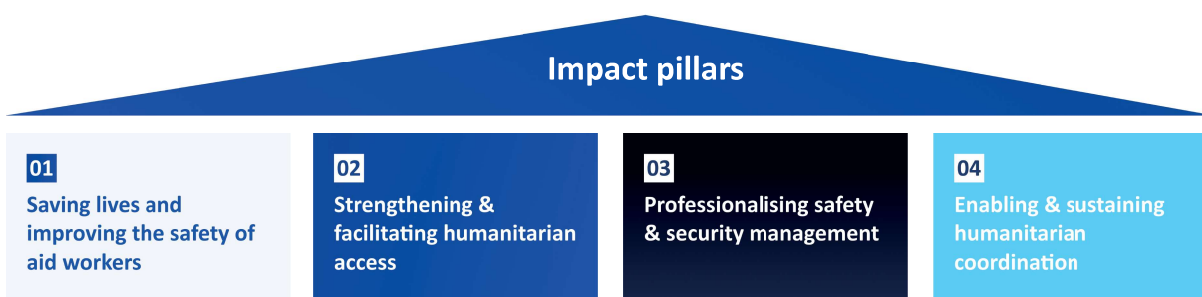 Impact pillars
01
Saving lives and
improving the safety of
aid workers
02
Strengthening &
facilitating humanitarian
access
03
Professionalising safety
& security management
04
Enabling & sustaining
humanitarian
coordination